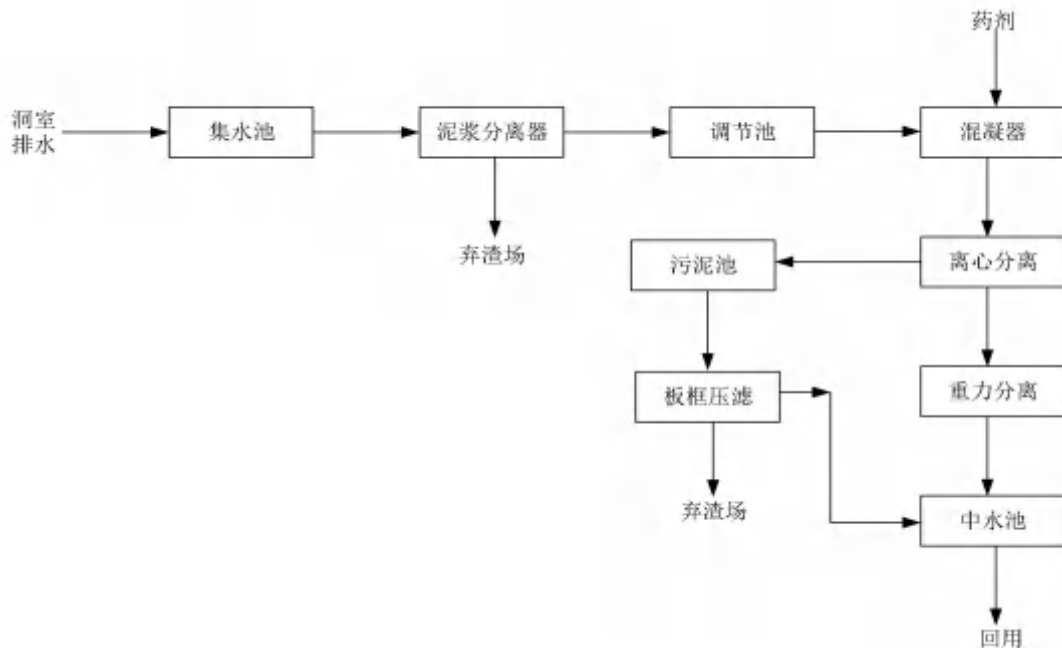 药剂
洞室
排水
集水池
泥浆分离器
调节池
混凝器
弃渣场
污泥池
离心分离
板框压滤
重力分离
弃渣场
中水池
回用